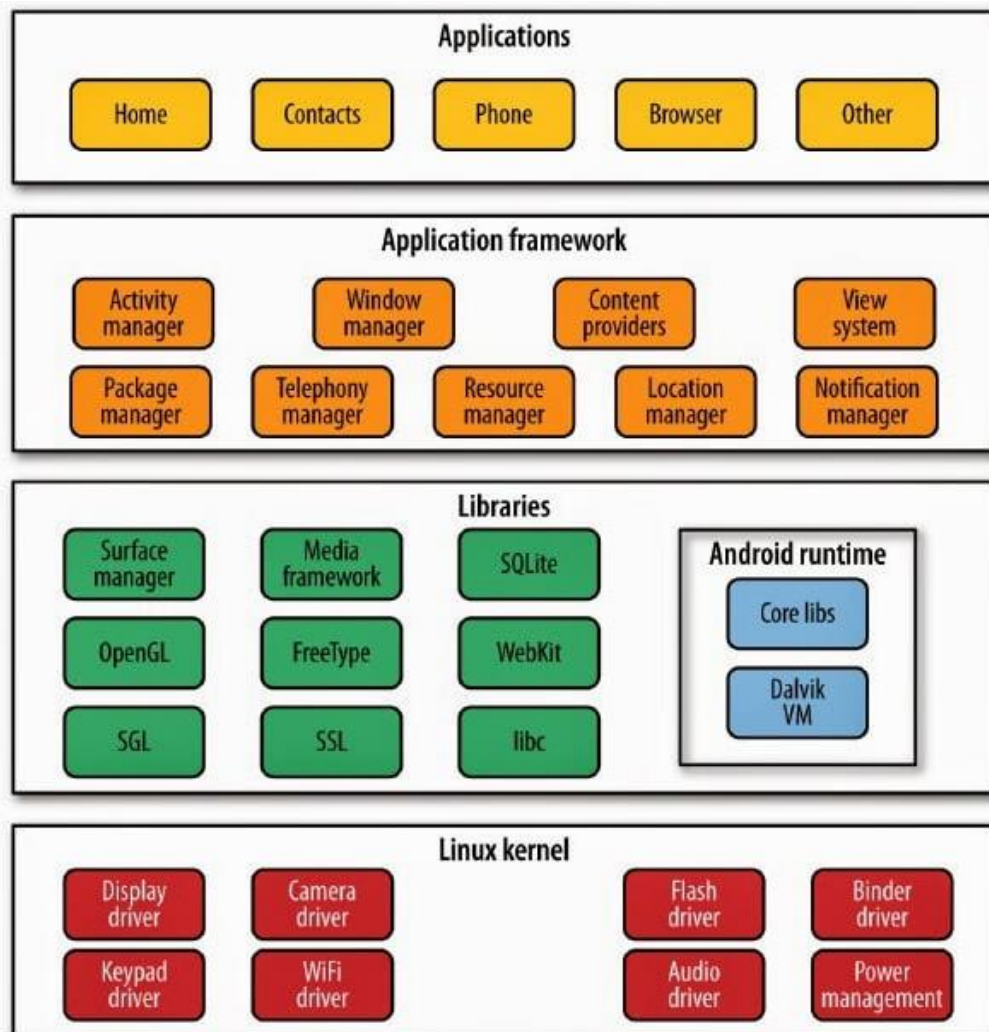 Applications
Home
Contacts
Phone
Browser
Other
Application framework
Activity
manager
Window
manager
Content
providers
View
system
Package
manager
Telephony
manager
Resource
manager
Location
manager
Notification
manager
Libraries
Surface
manager
Media
framework
SQLite
OpenGL
FreeType
WebKit
SGL
SSL
libc
Android runtime
Core libs
Dalvik
VM
Linux kernel
Display
driver
Camera
driver
Flash
driver
Binder
driver
Keypad
driver
WiFi
driver
Audio
driver
Power
management